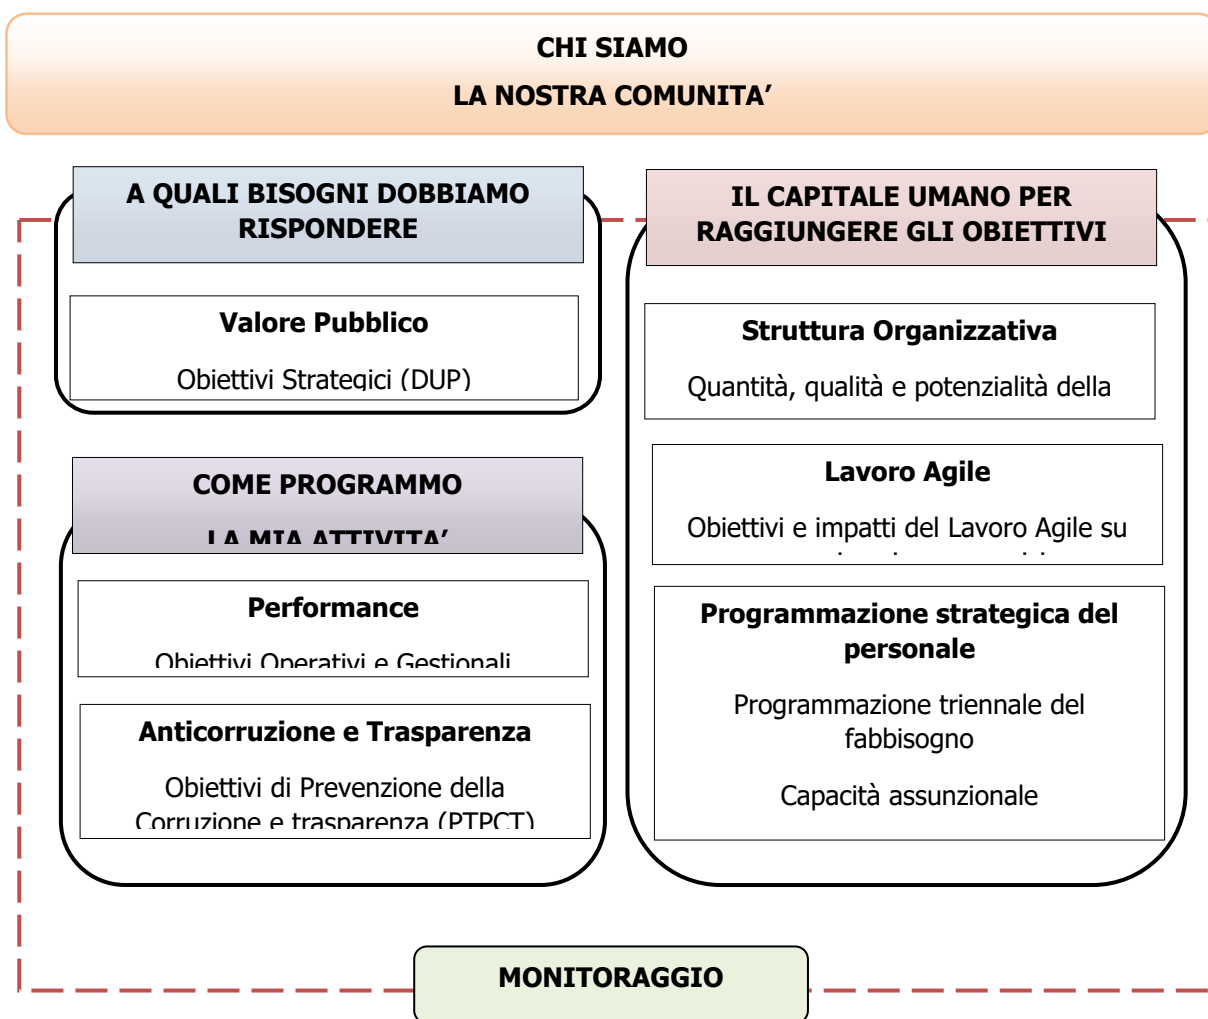 CHI SIAMO
LA NOSTRA COMUNITA’
A QUALI BISOGNI DOBBIAMO
RISPONDERE
Valore Pubblico
Obiettivi Strategici (DUP)
COME PROGRAMMO
LA MIA ATTIVITA’
Performance
Obiettivi Operativi e Gestionali
Anticorruzione e Trasparenza
Obiettivi di Prevenzione della
Corruzione e trasparenza (PTPCT)
IL CAPITALE UMANO PER
RAGGIUNGERE GLI OBIETTIVI
Struttura Organizzativa
Quantità, qualità e potenzialità della
Lavoro Agile
Obiettivi e impatti del Lavoro Agile su
Programmazione strategica del
personale
Programmazione triennale del
fabbisogno
Capacità assunzionale
MONITORAGGIO